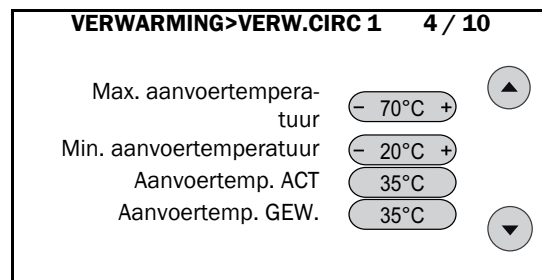 VERWARMING>VERW.CIRC 1 4 / 10
Max. aanvoertempera-
tuur
- 70°C +
Min. aanvoertemperatuur - 20°C +
Aanvoertemp. ACT 35°C
Aanvoertemp. GEW. 35°C